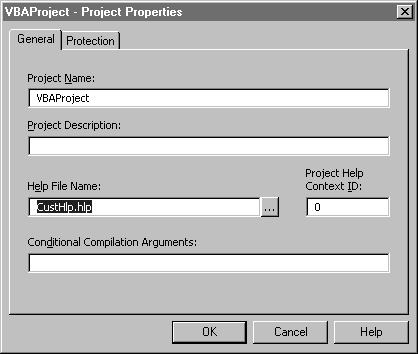 VBAProject - Project Properties
General
Protection
Project Name:
VBAProject
Project Description:
Help File Name:
Project Help
Context ID:
CustHlp.hlp
...
0
Conditional Compilation Arguments:
OK
Cancel
Help